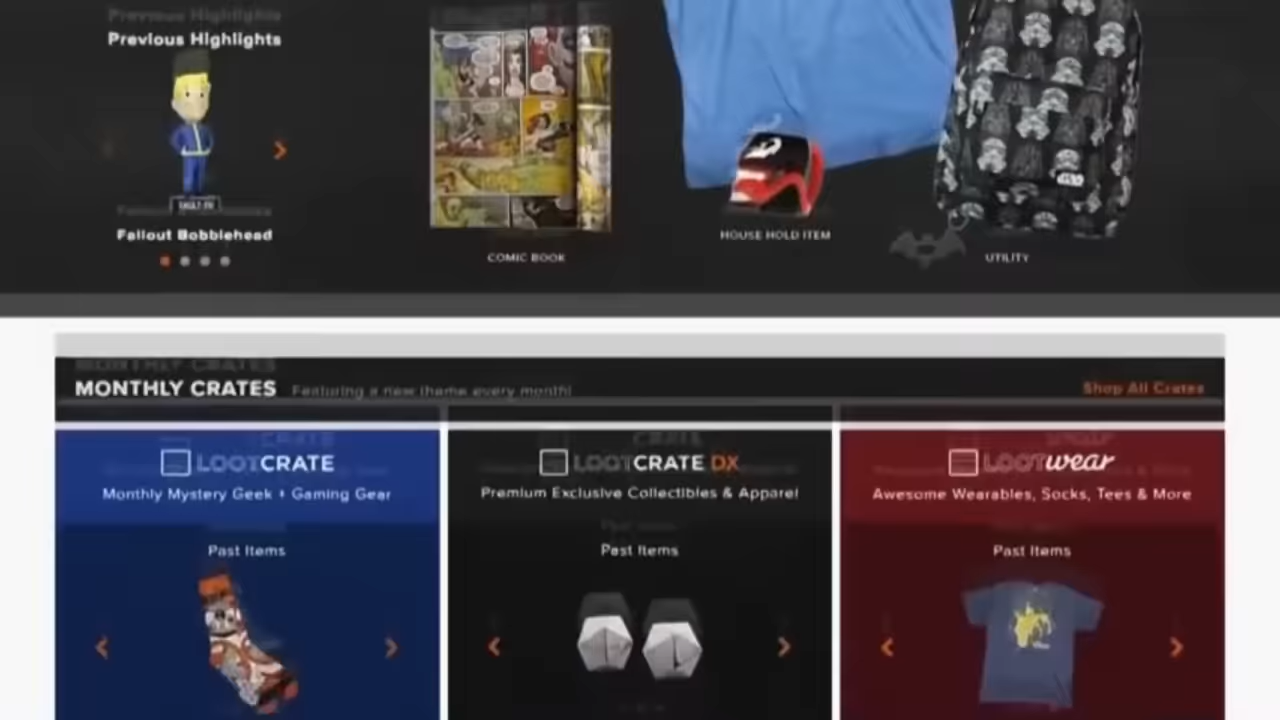 Previous Highlights
Fallout Bobblehead
COMIC BOOK
HOUSE HOLD ITEM
UTILITY
MONTHLY CRATES Featuring a new theme every month!
Shop All Crates
LOOTCRATE
Monthly Mystery Geek + Gaming Gear
Past Items
LOOTCRATE DX
Premium Exclusive Collectibles & Apparel
Past Items
LOOTwear
Awesome Wearables, Socks, Tees & More
Past Items